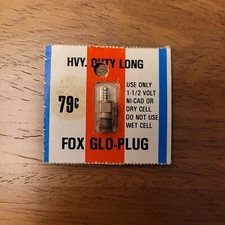 HVY. DUTY LONG
79¢
USE ONLY
1-1/2 VOLT
NI-CAD OR
DRY CELL
DO NOT USE
WET CELL
FOX GLO-PLUG